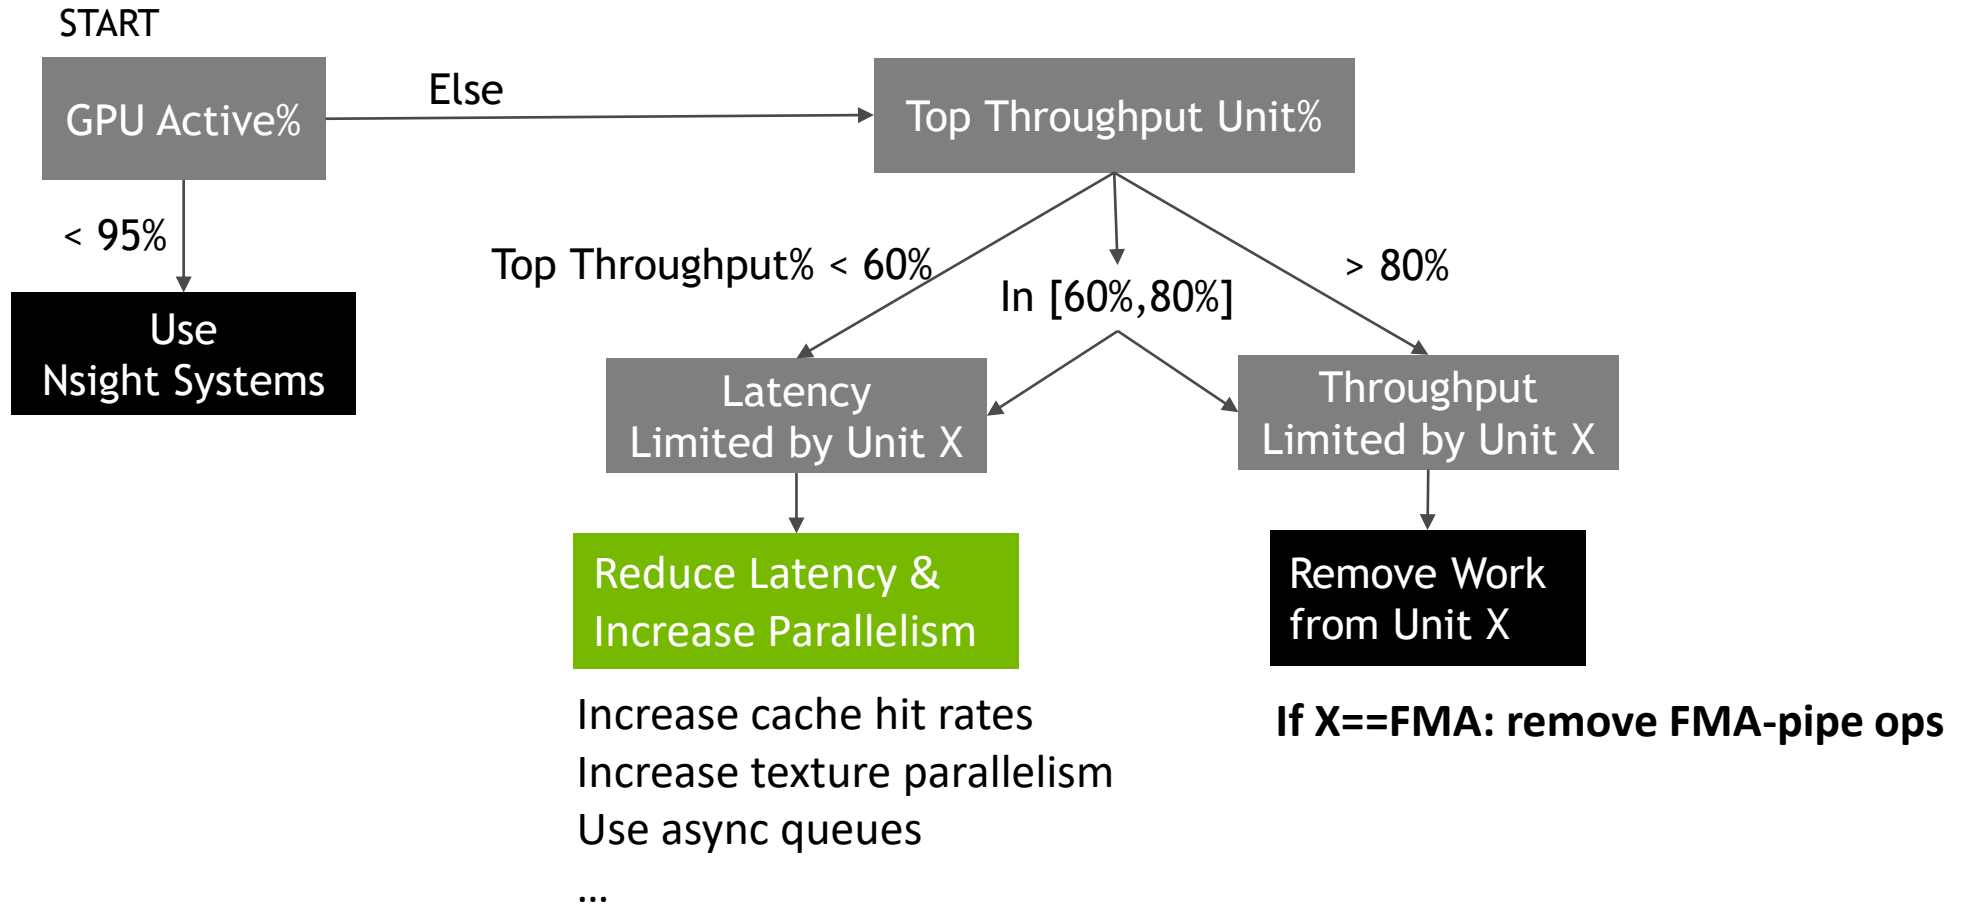 START
GPU Active%
Else
Top Throughput Unit%
< 95%
Top Throughput% < 60%
In [60%,80%]
> 80%
Use
Nsight Systems
Latency
Limited by Unit X
Throughput
Limited by Unit X
Reduce Latency &
Increase Parallelism
Remove Work
from Unit X
Increase cache hit rates
Increase texture parallelism
Use async queues
...
If X==FMA: remove FMA-pipe ops